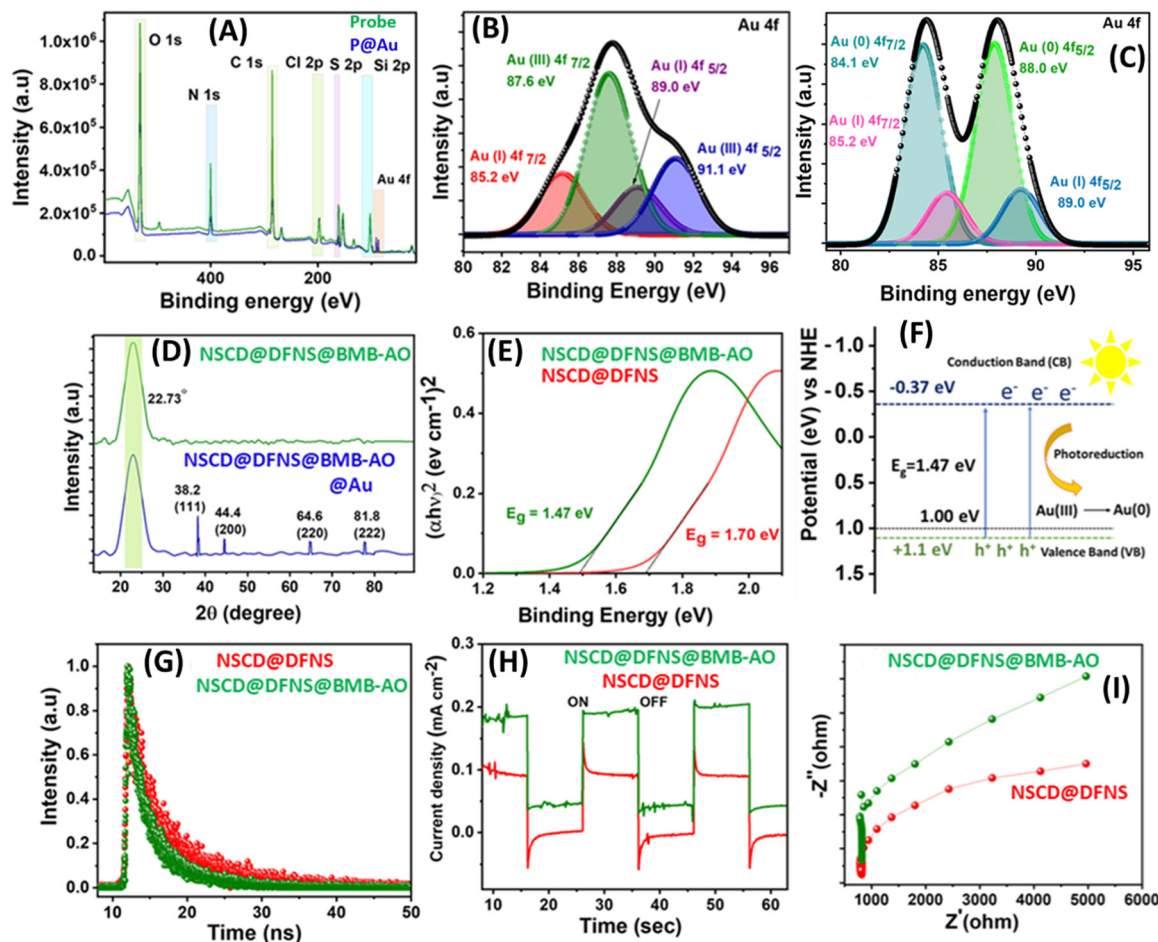 (A)
Probe
P@Au
O 1s
N 1s
C 1s
Cl 2p
S 2p
Si 2p
Au 4f
1.0×10⁶
8.0×10⁵
6.0×10⁵
4.0×10⁵
2.0×10⁵
0.0
400
200
Intensity (a.u)
Binding energy (eV)
(B)
Au 4f
Au (III) 4f 7/2
87.6 eV
Au (I) 4f 5/2
89.0 eV
Au (III) 4f 5/2
91.1 eV
Au (I) 4f 7/2
85.2 eV
80 82 84 86 88 90 92 94 96
Intensity (a.u)
Binding Energy (eV)
Au 4f
(C)
Au (0) 4f7/2
84.1 eV
Au (0) 4f5/2
88.0 eV
Au (I) 4f7/2
85.2 eV
Au (I) 4f5/2
89.0 eV
80 85 90 95
Intensity (a.u)
Binding energy (eV)
(D)
NSCD@DFNS@BMB-AO
22.73°
NSCD@DFNS@BMB-AO
@Au
38.2
(111)
44.4
(200)
64.6
(220)
81.8
(222)
20 30 40 50 60 70 80
Intensity (a.u)
2θ (degree)
(E)
NSCD@DFNS@BMB-AO
NSCD@DFNS
Eg = 1.47 eV
Eg = 1.70 eV
0.6
0.4
0.2
0.0
1.2 1.4 1.6 1.8 2.0
(αhν)2 (ev cm-1)2
Binding Energy (eV)
(F)
Potential (eV) vs NHE
-1.0
-0.5
0.0
0.5
1.0
1.5
Conduction Band (CB)
-0.37 eV
e- e- e-
Eg=1.47 eV
Photoreduction
Au(III) → Au(0)
1.00 eV
+1.1 eV
h+ h+ h+
Valence Band (VB)
(G)
NSCD@DFNS
NSCD@DFNS@BMB-AO
1.0
0.8
0.6
0.4
0.2
0.0
10 20 30 40 50
Intensity (a.u)
Time (ns)
(H)
NSCD@DFNS@BMB-AO
NSCD@DFNS
ON
OFF
0.3
0.2
0.1
0.0
10 20 30 40 50 60
Current density (mA cm-2)
Time (sec)
NSCD@DFNS@BMB-AO
(I)
NSCD@DFNS
1000 2000 3000 4000 5000 6000
-Z"(ohm)
Z'(ohm)